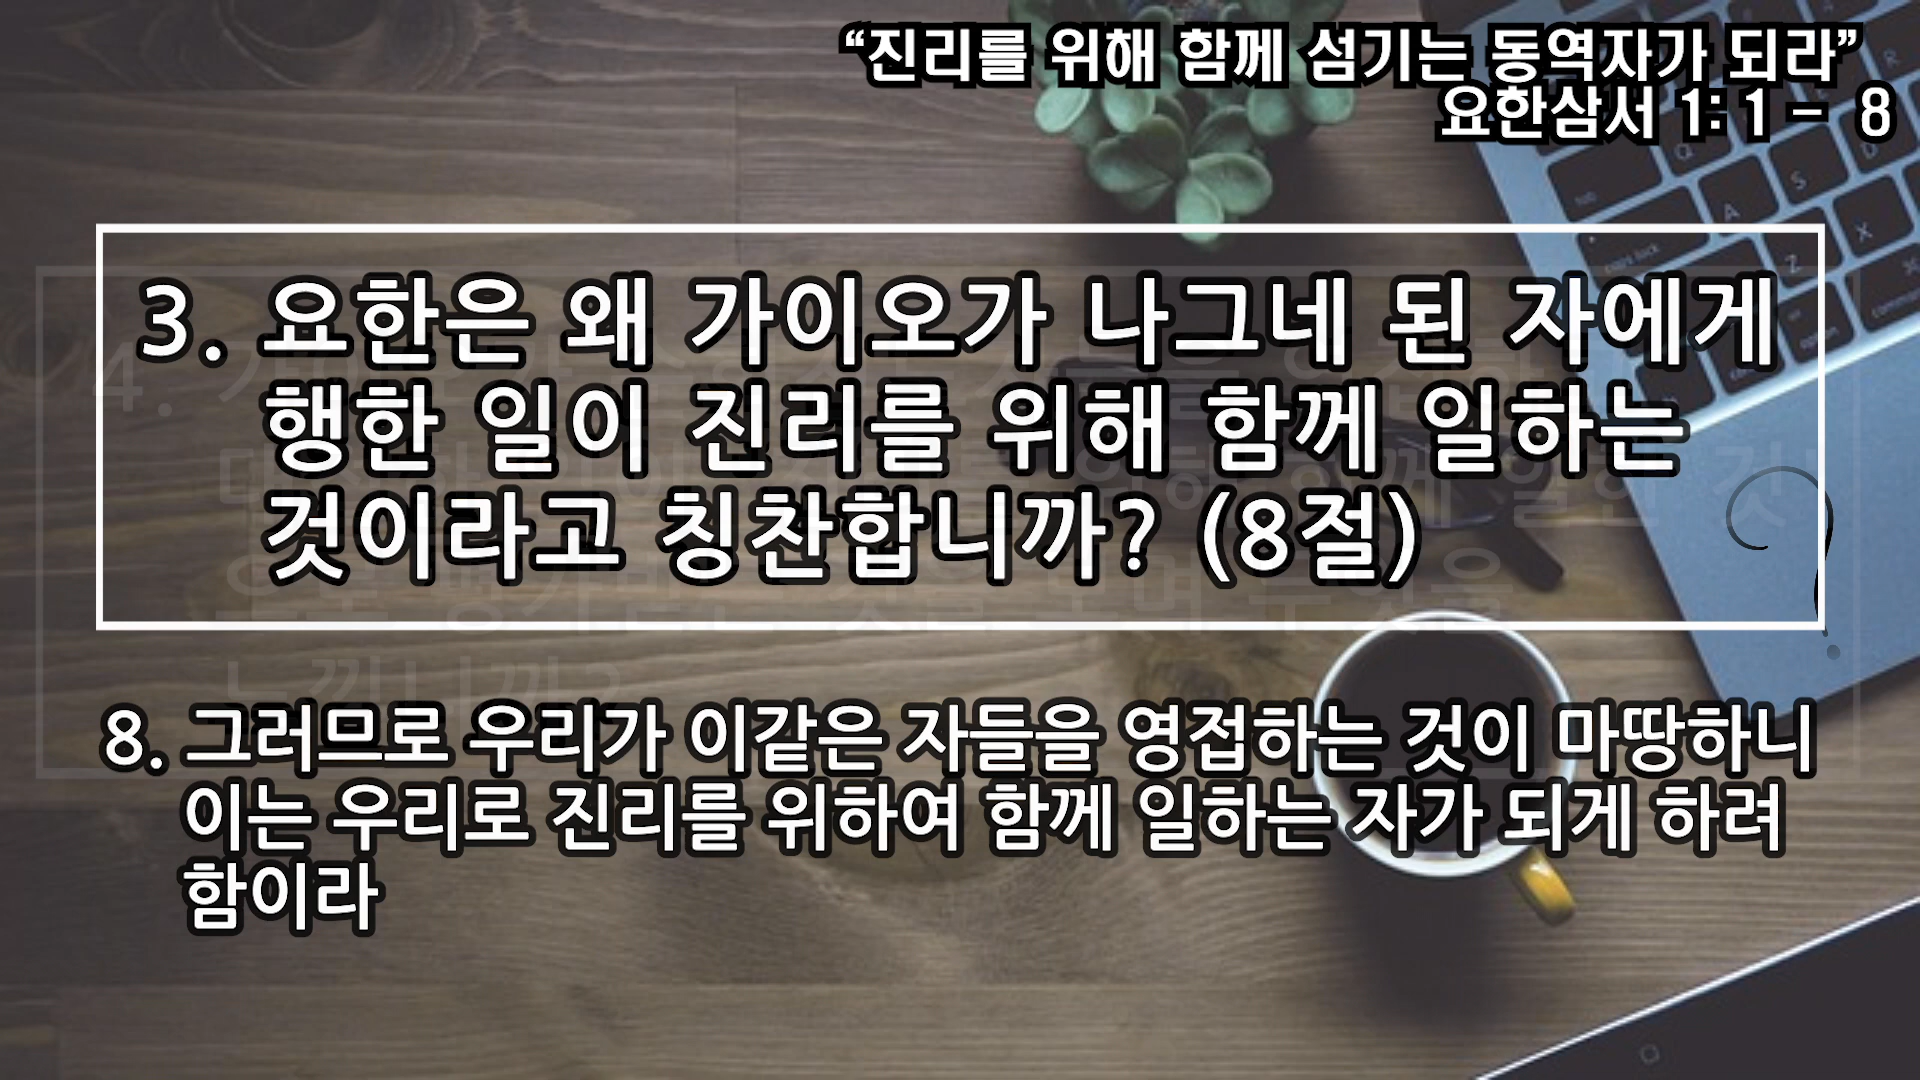 “진리를 위해 함께 섬기는 동역자가 되라”
요한삼서 1: 1 - 8
3. 요한은 왜 가이오가 나그네 된 자에게
행한 일이 진리를 위해 함께 일하는
것이라고 칭찬합니까? (8절)
8. 그러므로 우리가 이같은 자들을 영접하는 것이 마땅하니
이는 우리로 진리를 위하여 함께 일하는 자가 되게 하려
함이라